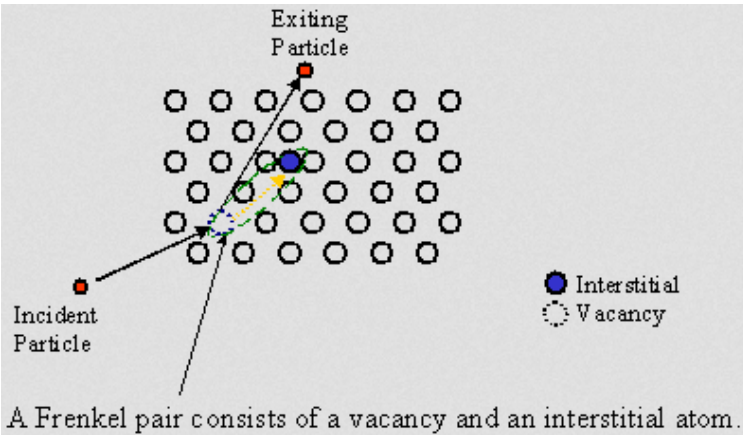 Exiting
Particle
Interstitial
Vacancy
Incident
Particle
A Frenkel pair consists of a vacancy and an interstitial atom.